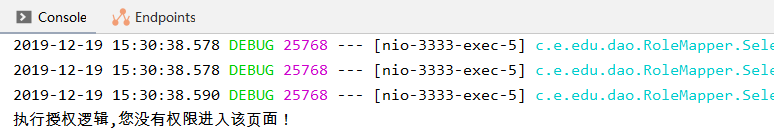 Console Endpoints
2019-12-19 15:30:38.578 DEBUG 25768 --- [nio-3333-exec-5] c.e.edu.dao.RoleMapper.Sele
2019-12-19 15:30:38.578 DEBUG 25768 --- [nio-3333-exec-5] c.e.edu.dao.RoleMapper.Sele
2019-12-19 15:30:38.590 DEBUG 25768 --- [nio-3333-exec-5] c.e.edu.dao.RoleMapper.Sele
执行授权逻辑,您没有权限进入该页面！